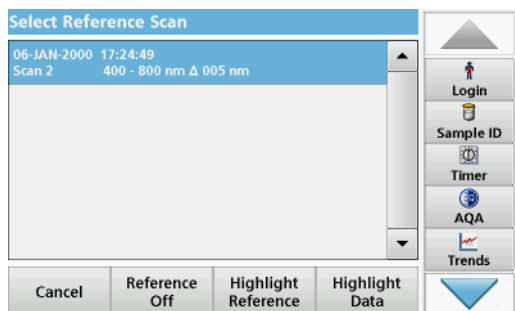 Select Reference Scan
06-JAN-2000 17:24:49
Scan 2 400 - 800 nm Δ 005 nm
Login
Sample ID
Timer
AQA
Trends
Cancel
Reference
Off
Highlight
Reference
Highlight
Data